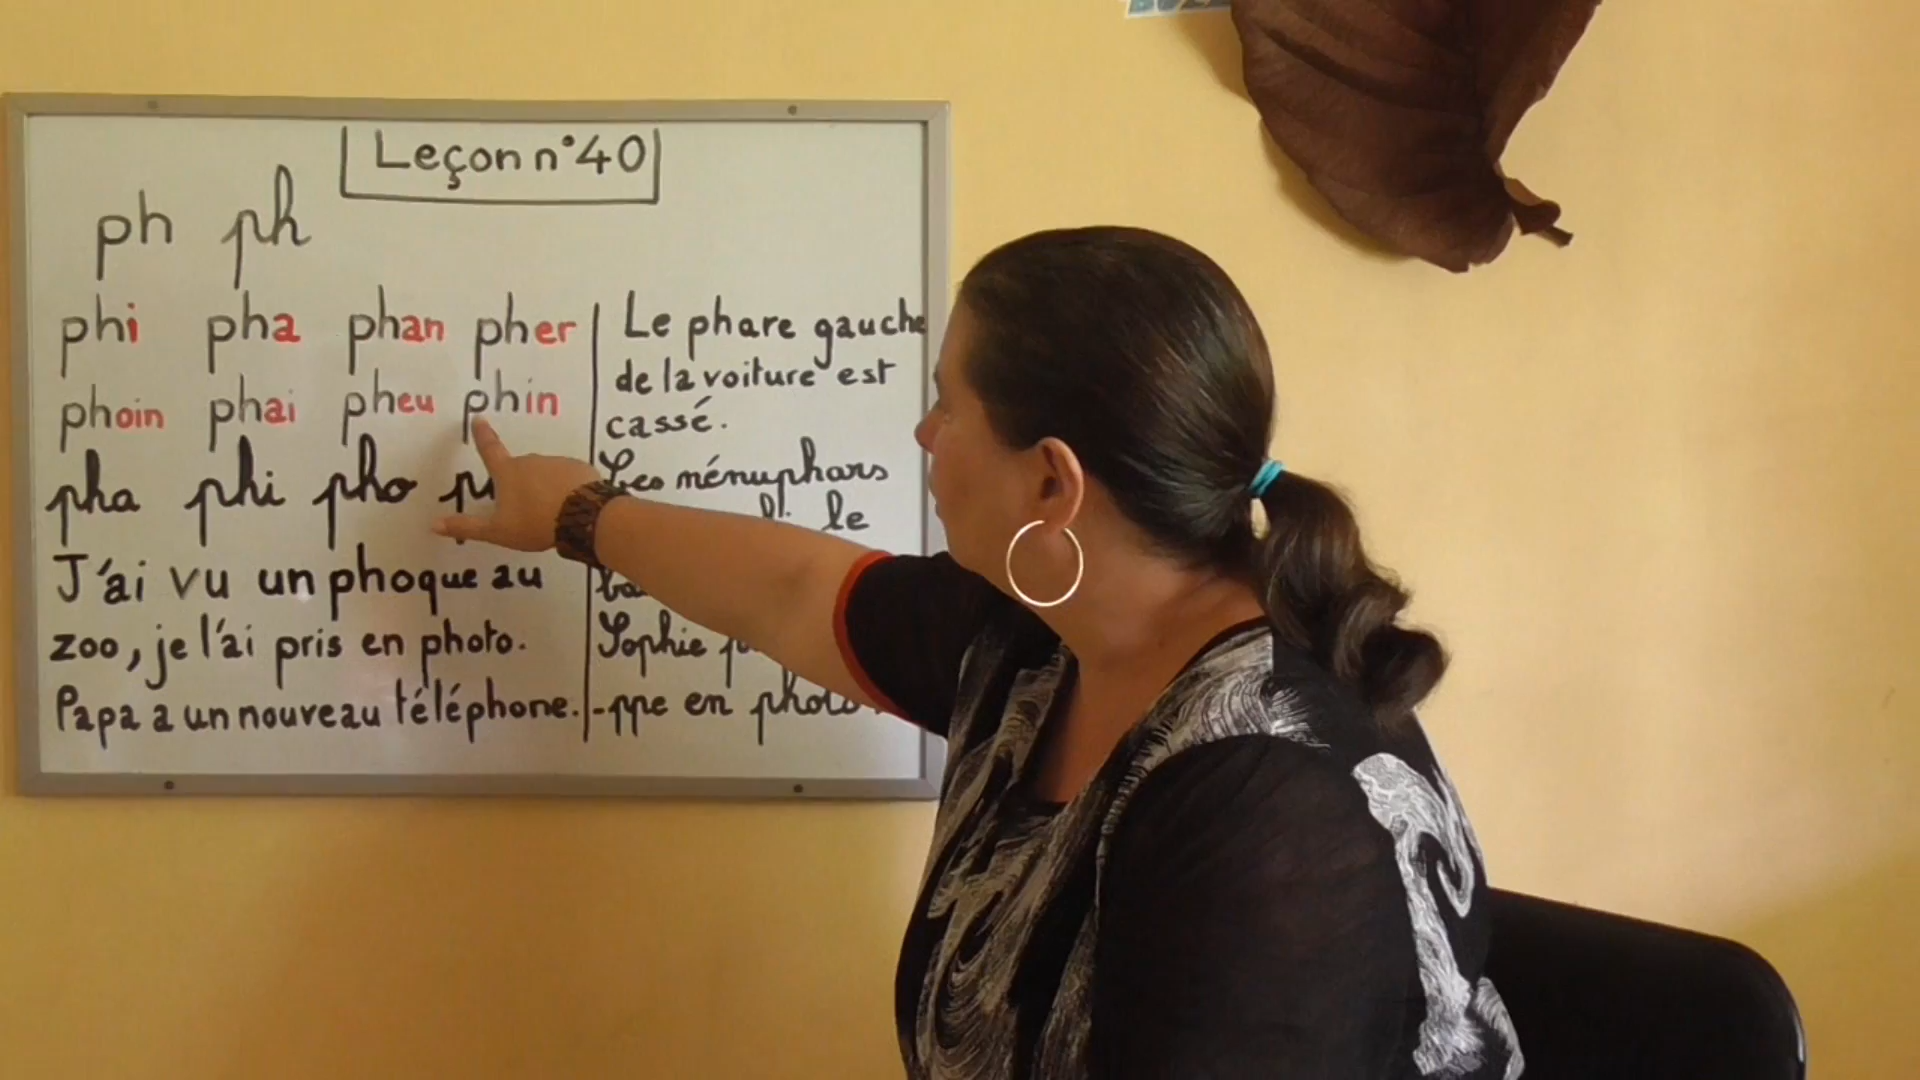 Leçon n°40
ph ph
phi pha phan pher
phoin phai pheu phin
pha phi pho
J'ai vu un phoque au
zoo, je l'ai pris en photo.
Papa a un nouveau téléphone.
Le phare gauche
de la voiture est
cassé.
Les ménuphars
le
Sophie
-ppe en photo